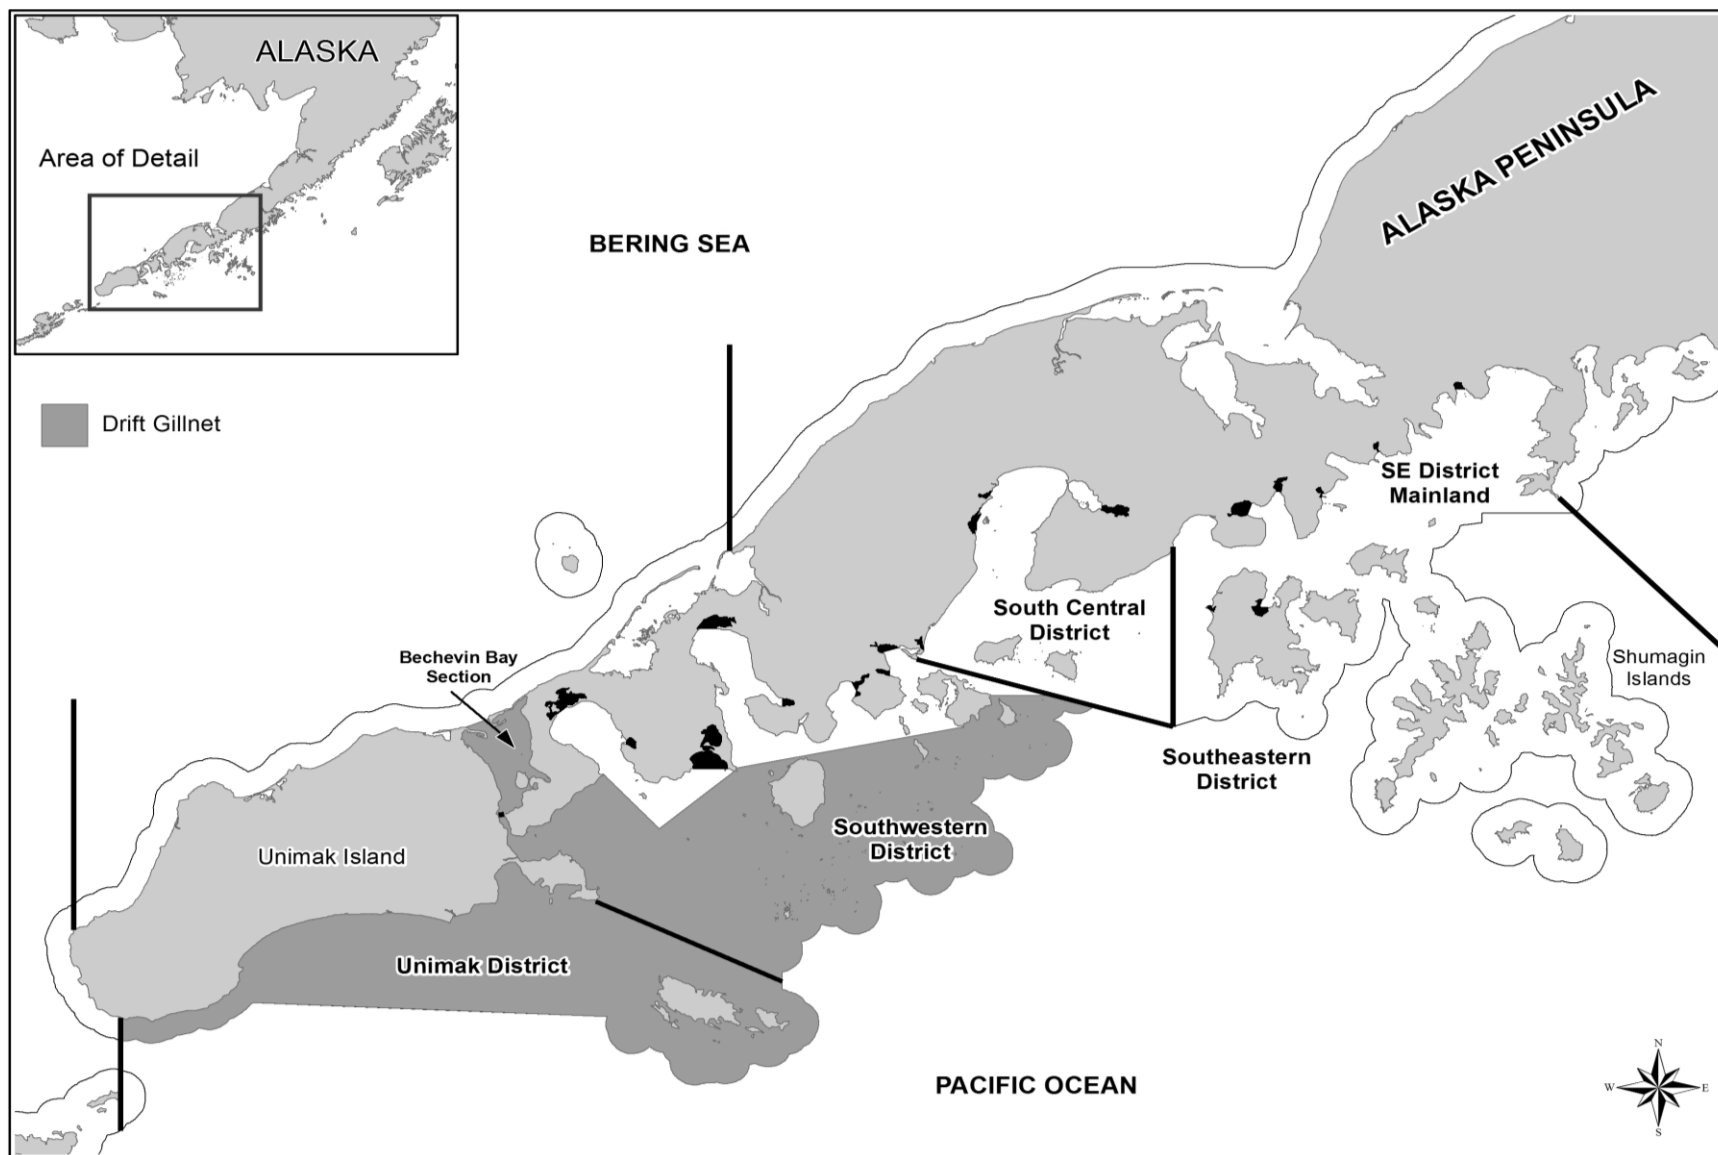 ALASKA
Area of Detail
BERING SEA
ALASKA PENINSULA
Drift Gillnet
SE District
Mainland
South Central
District
Bechevin Bay
Section
Shumagin
Islands
Southeastern
District
Southwestern
District
Unimak Island
Unimak District
PACIFIC OCEAN
N
W
E
S